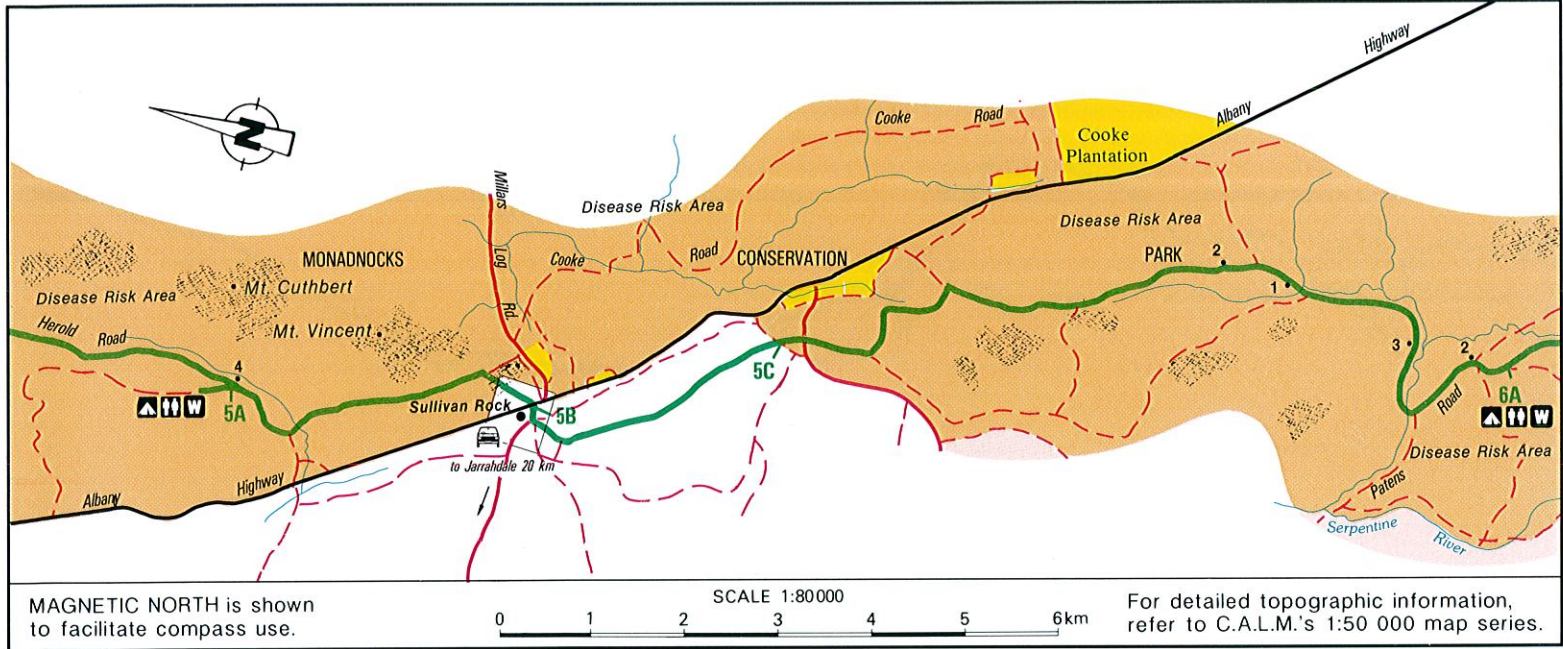 Highway
Albany
Cooke
Road
Cooke
Plantation
N
Millars
Log
Rd.
Disease Risk Area
Disease Risk Area
MONADNOCKS
Cooke
Road
CONSERVATION
PARK
2
1
Disease Risk Area
Mt. Cuthbert
Mt. Vincent
Herold
Road
4
3
2
5A
W
Sullivan Rock
5B
5C
6A
W
Road
Disease Risk Area
to Jarrahdale 20 km
Highway
Albany
Patens
Serpentine
River
MAGNETIC NORTH is shown
to facilitate compass use.
SCALE 1:80000
0 1 2 3 4 5 6km
For detailed topographic information,
refer to C.A.L.M.'s 1:50 000 map series.